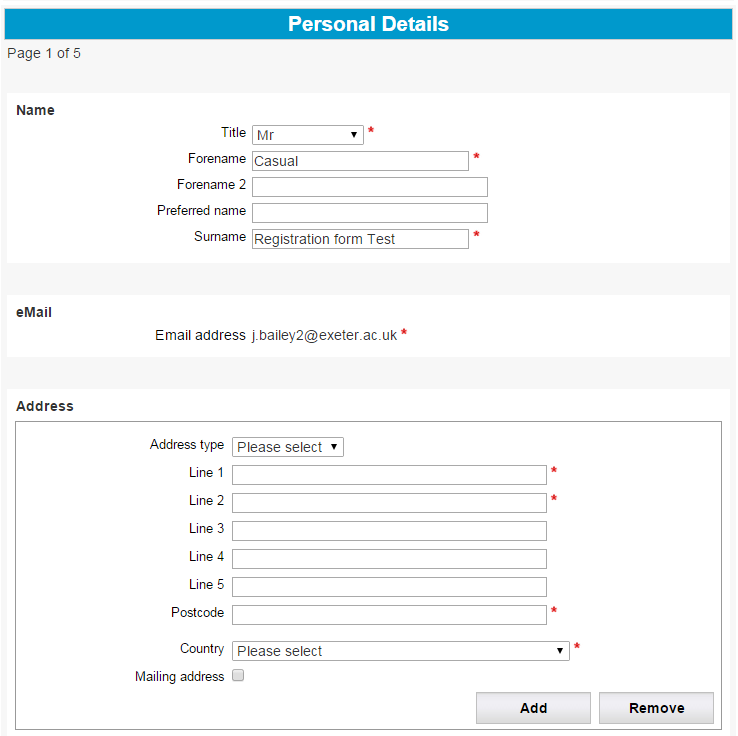 Personal Details
Page 1 of 5
Name
Title Mr *
Forename Casual *
Forename 2
Preferred name
Surname Registration form Test *
eMail
Email address j.bailey2@exeter.ac.uk *
Address
Address type Please select
Line 1 *
Line 2 *
Line 3
Line 4
Line 5
Postcode *
Country Please select *
Mailing address
Add Remove